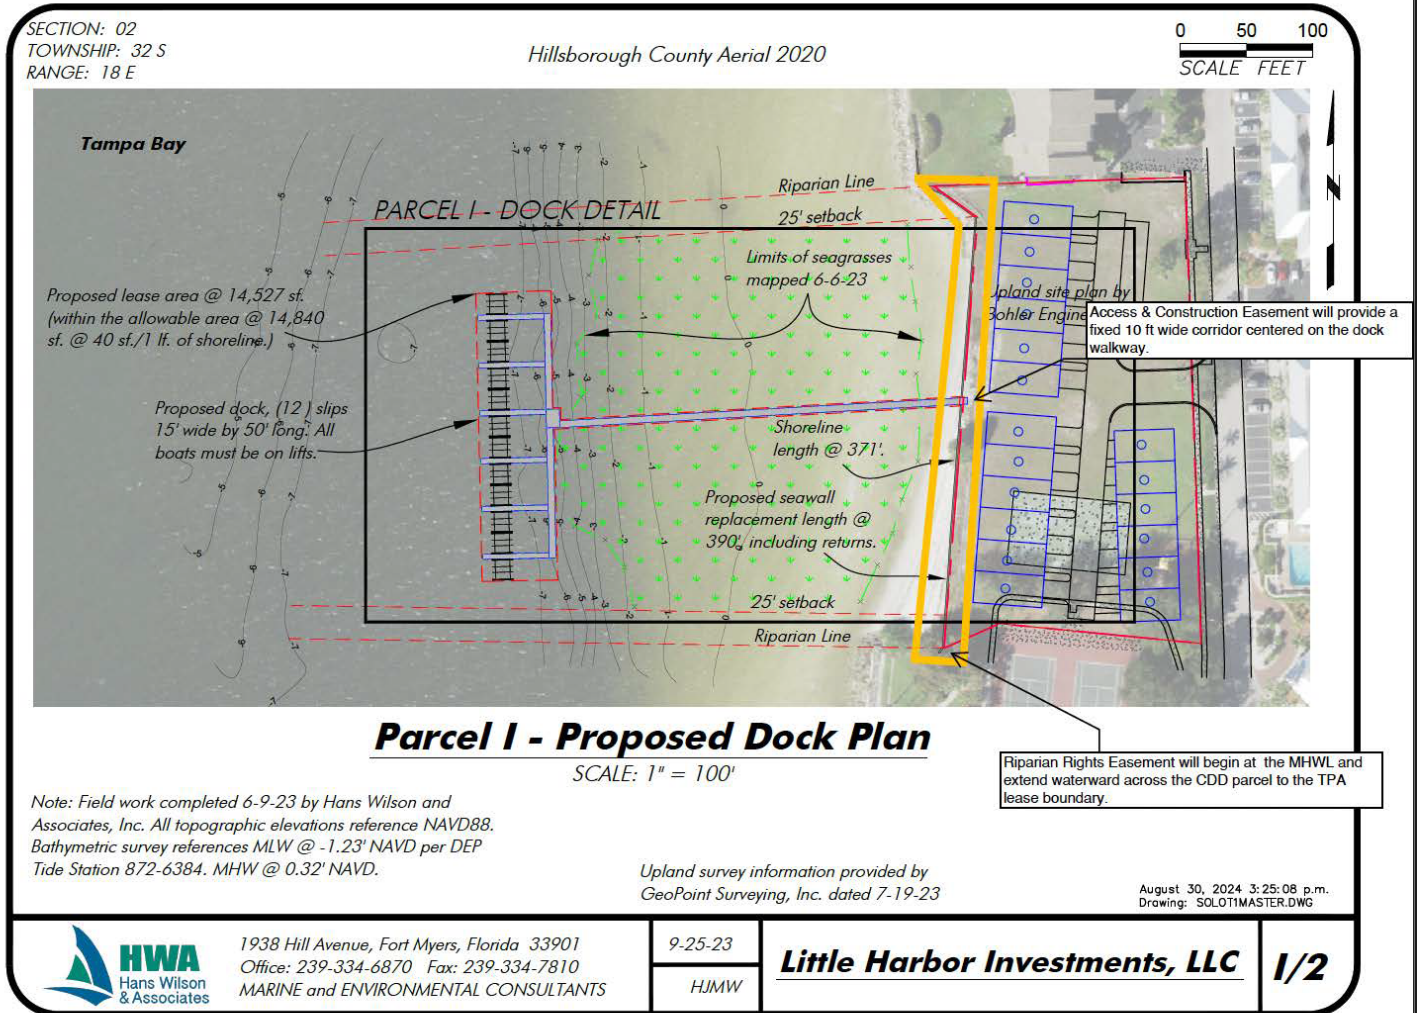 SECTION: 02
TOWNSHIP: 32 S
RANGE: 18 E
Hillsborough County Aerial 2020
0 50 100
SCALE FEET
Tampa Bay
N
Riparian Line
PARCEL I - DOCK DETAIL
25' setback
Limits of seagrasses
mapped 6-6-23
Proposed lease area @ 14,527 sf.
(within the allowable area @ 14,840
sf. @ 40 sf./1 lf. of shoreline.)
Upland site plan by
Bohler Engine
Access & Construction Easement will provide a
fixed 10 ft wide corridor centered on the dock
walkway.
Proposed dock, (12 ) slips
15' wide by 50' long. All
boats must be on lifts.
Shoreline
length @ 371'.
Proposed seawall
replacement length @
390', including returns.
25' setback
Riparian Line
Parcel I - Proposed Dock Plan
SCALE: 1" = 100'
Riparian Rights Easement will begin at the MHWL and
extend waterward across the CDD parcel to the TPA
lease boundary.
Note: Field work completed 6-9-23 by Hans Wilson and
Associates, Inc. All topographic elevations reference NAVD88.
Bathymetric survey references MLW @ -1.23' NAVD per DEP
Tide Station 872-6384. MHW @ 0.32' NAVD.
Upland survey information provided by
GeoPoint Surveying, Inc. dated 7-19-23
August 30, 2024 3:25:08 p.m.
Drawing: SOLOT1MASTER.DWG
HWA
Hans Wilson
& Associates
1938 Hill Avenue, Fort Myers, Florida 33901
Office: 239-334-6870 Fax: 239-334-7810
MARINE and ENVIRONMENTAL CONSULTANTS
9-25-23
HJMW
Little Harbor Investments, LLC
1/2